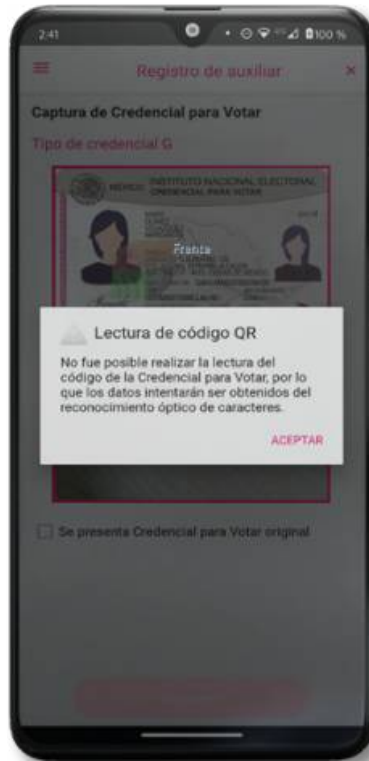 2:41
100 %
Registro de auxiliar
Captura de Credencial para Votar
Tipo de credencial G
MÉXICO INSTITUTO NACIONAL ELECTORAL
CREDENCIAL PARA VOTAR
Frente
Lectura de código QR
No fue posible realizar la lectura del
código de la Credencial para Votar, por lo
que los datos intentarán ser obtenidos del
reconocimiento óptico de caracteres.
ACEPTAR
Se presenta Credencial para Votar original